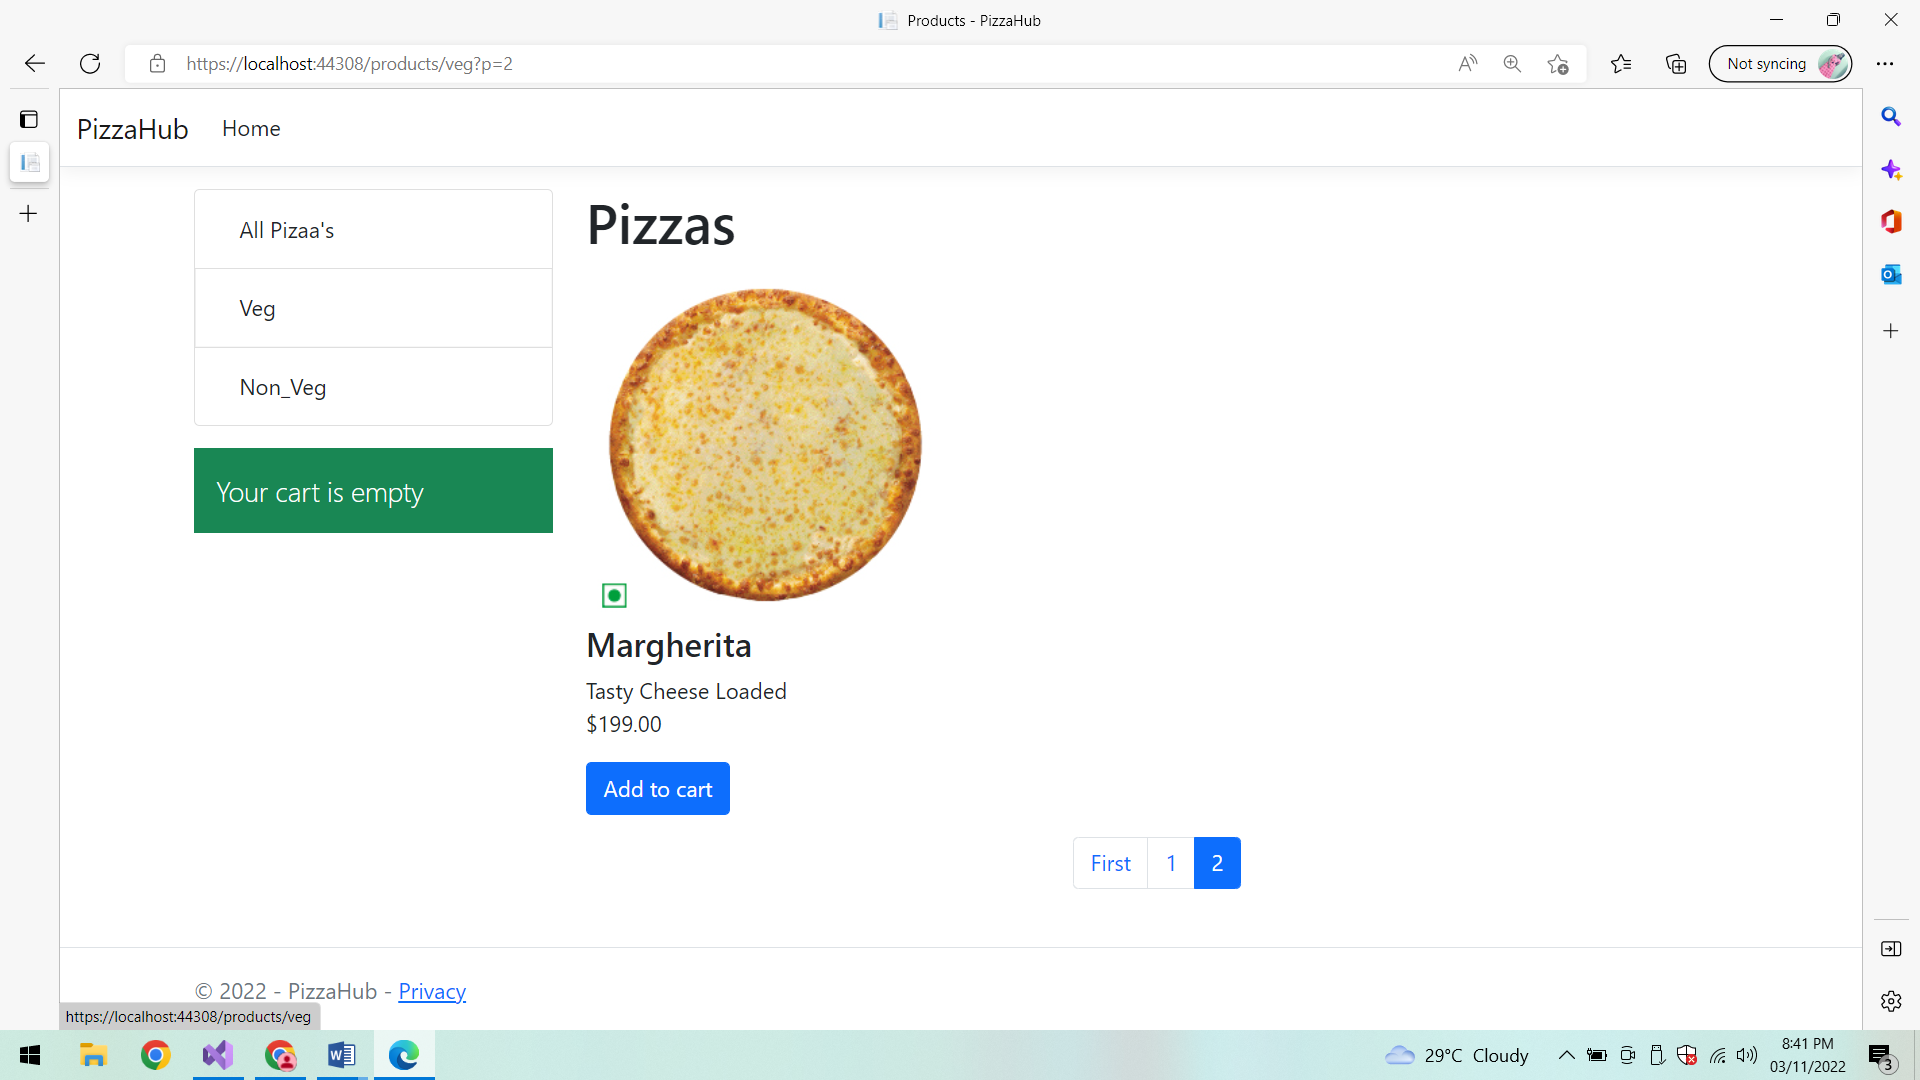 Products - PizzaHub
https://localhost:44308/products/veg?p=2
Not syncing
PizzaHub Home
All Pizaa's
Veg
Non_Veg
Your cart is empty
Pizzas
Margherita
Tasty Cheese Loaded
$199.00
Add to cart
First 1 2
© 2022 - PizzaHub - Privacy
https://localhost:44308/products/veg
29°C Cloudy
8:41 PM
03/11/2022
3